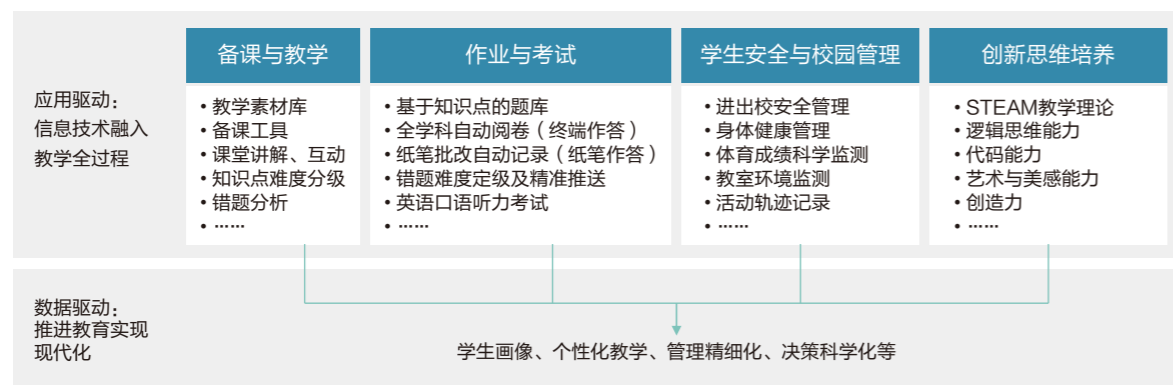 备课与教学
作业与考试
学生安全与校园管理
创新思维培养
应用驱动：
信息技术融入
教学全过程
• 教学素材库
• 备课工具
• 课堂讲解、互动
• 知识点难度分级
• 错题分析
• ……
• 基于知识点的题库
• 全学科自动阅卷（终端作答）
• 纸笔批改自动记录（纸笔作答）
• 错题难度定级及精准推送
• 英语口语听力考试
• ……
• 进出校安全管理
• 身体健康管理
• 体育成绩科学监测
• 教室环境监测
• 活动轨迹记录
• ……
• STEAM教学理论
• 逻辑思维能力
• 代码能力
• 艺术与美感能力
• 创造力
• ……
数据驱动：
推进教育实现
现代化
学生画像、个性化教学、管理精细化、决策科学化等